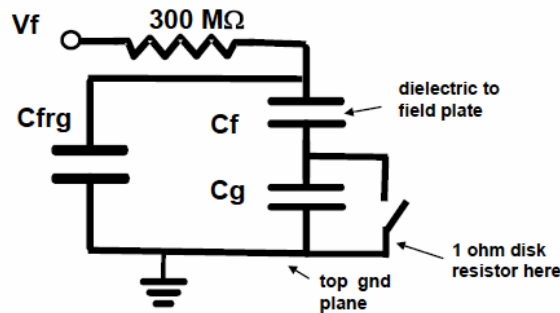 Vf
300 MΩ
Cfrg
Cf
Cg
dielectric to
field plate
1 ohm disk
resistor here
top gnd
plane